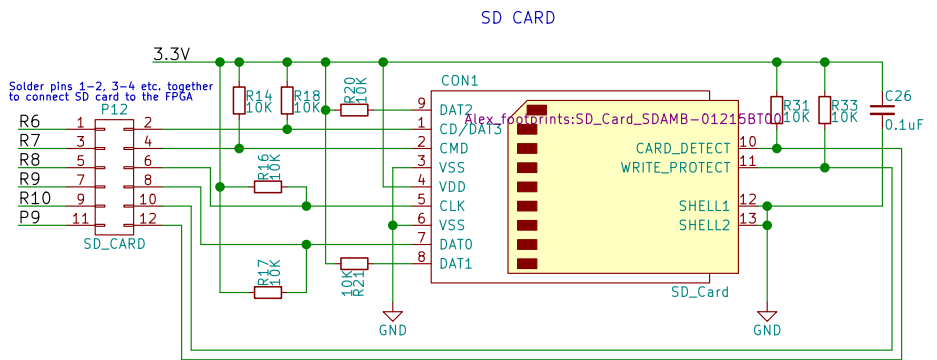 SD CARD
3.3V
Solder pins 1-2, 3-4 etc. together
to connect SD card to the FPGA
P12
R6 1 2
R7 3 4
R8 5 6
R9 7 8
R10 9 10
P9 11 12
SD_CARD
R14
10K
R18
10K
R20
10K
R16
10K
R17
10K
R21
10K
CON1
9 DAT2
1 CD/DAT3
2 CMD
3 VSS
4 VDD
5 CLK
6 VSS
7 DAT0
8 DAT1
Alex_footprints:SD_Card_SDAMB-01215BT00
CARD_DETECT 10
WRITE_PROTECT 11
SHELL1 12
SHELL2 13
SD_Card
R31
10K
R33
10K
C26
0.1uF
GND
GND